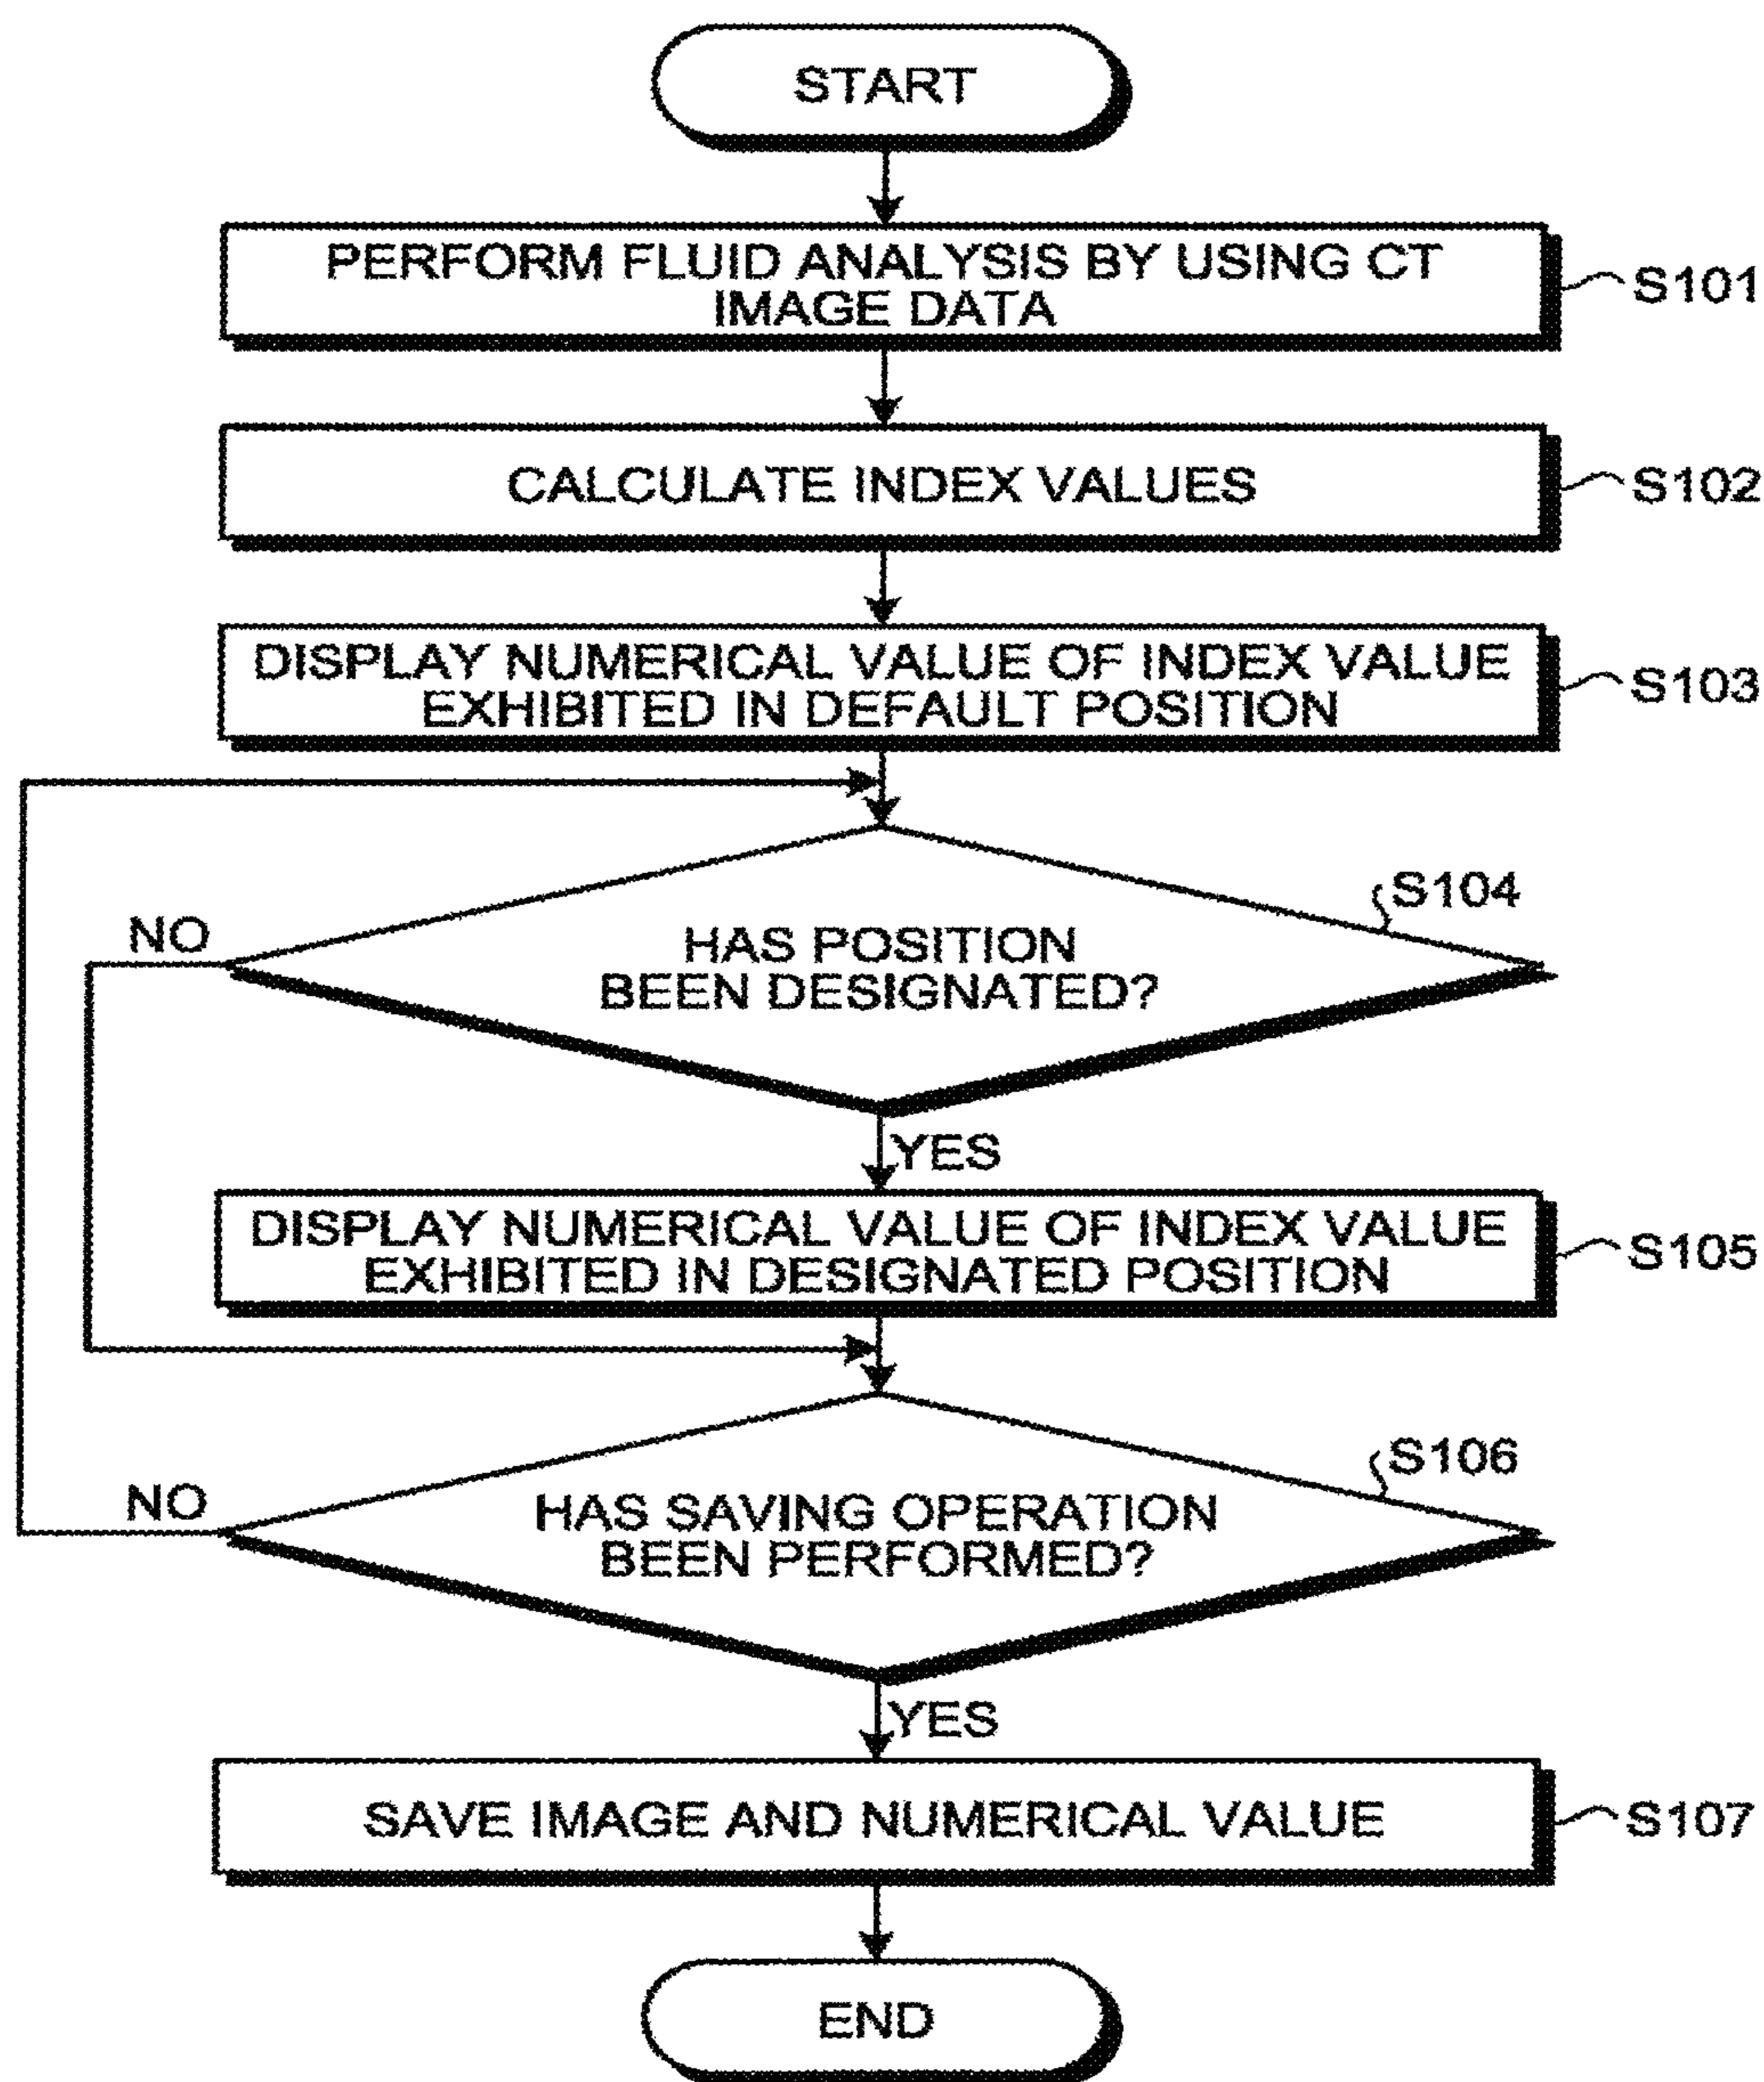 START
PERFORM FLUID ANALYSIS BY USING CT
IMAGE DATA
S101
CALCULATE INDEX VALUES
S102
DISPLAY NUMERICAL VALUE OF INDEX VALUE
EXHIBITED IN DEFAULT POSITION
S103
S104
NO
HAS POSITION
BEEN DESIGNATED?
YES
DISPLAY NUMERICAL VALUE OF INDEX VALUE
EXHIBITED IN DESIGNATED POSITION
S105
S106
NO
HAS SAVING OPERATION
BEEN PERFORMED?
YES
SAVE IMAGE AND NUMERICAL VALUE
S107
END